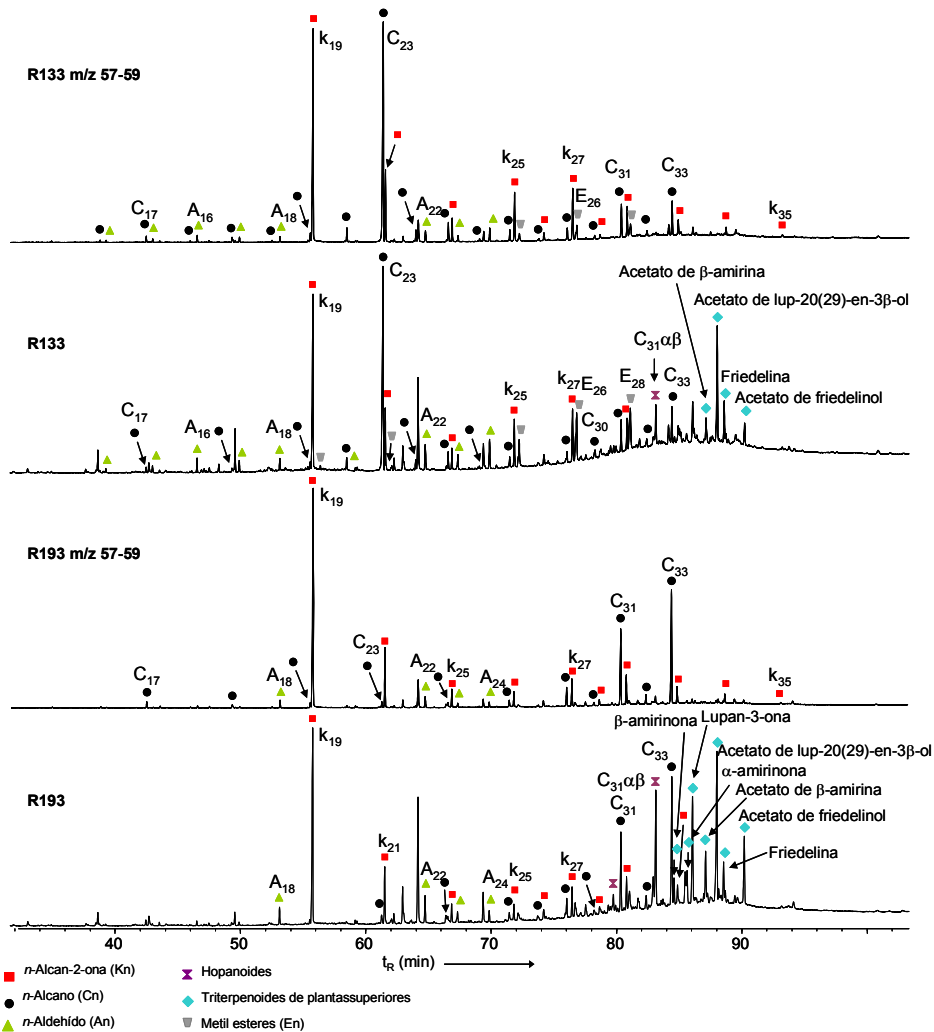 R133 m/z 57-59
k19
C23
C17
A16
A18
A22
k25
k27
E26
C31
C33
k35
R133
C17
A16
A18
k19
C23
A22
k25
k27
E26
C30
E28
C31αβ
C33
Acetato de β-amirina
Acetato de lup-20(29)-en-3β-ol
Friedelina
Acetato de friedelinol
R193 m/z 57-59
C17
A18
k19
C23
A22
k25
A24
k27
C31
C33
k35
R193
A18
k19
k21
A22
A24
k25
k27
C31
C31αβ
C33
β-amirinona
Lupan-3-ona
Acetato de lup-20(29)-en-3β-ol
α-amirinona
Acetato de β-amirina
Acetato de friedelinol
Friedelina
40 50 60 70 80 90
tR (min)
n-Alcan-2-ona (Kn)
n-Alcano (Cn)
n-Aldehído (An)
Hopanoides
Triterpenoides de plantassuperiores
Metil esteres (En)